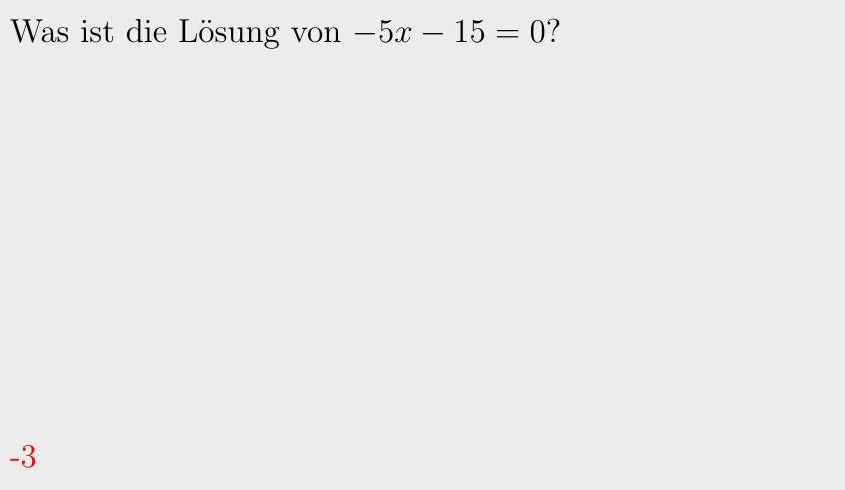 Was ist die Lösung von −5x − 15 = 0?
-3